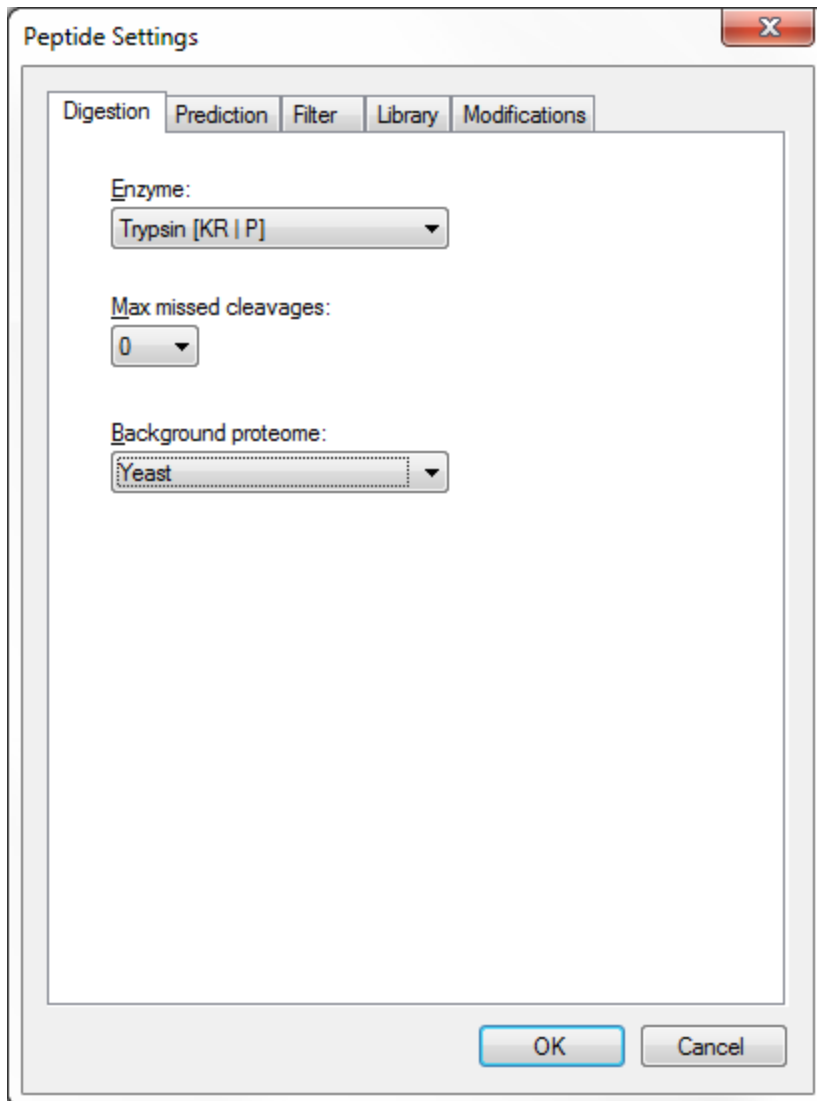 Peptide Settings
Digestion Prediction Filter Library Modifications
Enzyme:
Trypsin [KR | P]
Max missed cleavages:
0
Background proteome:
Yeast
OK Cancel